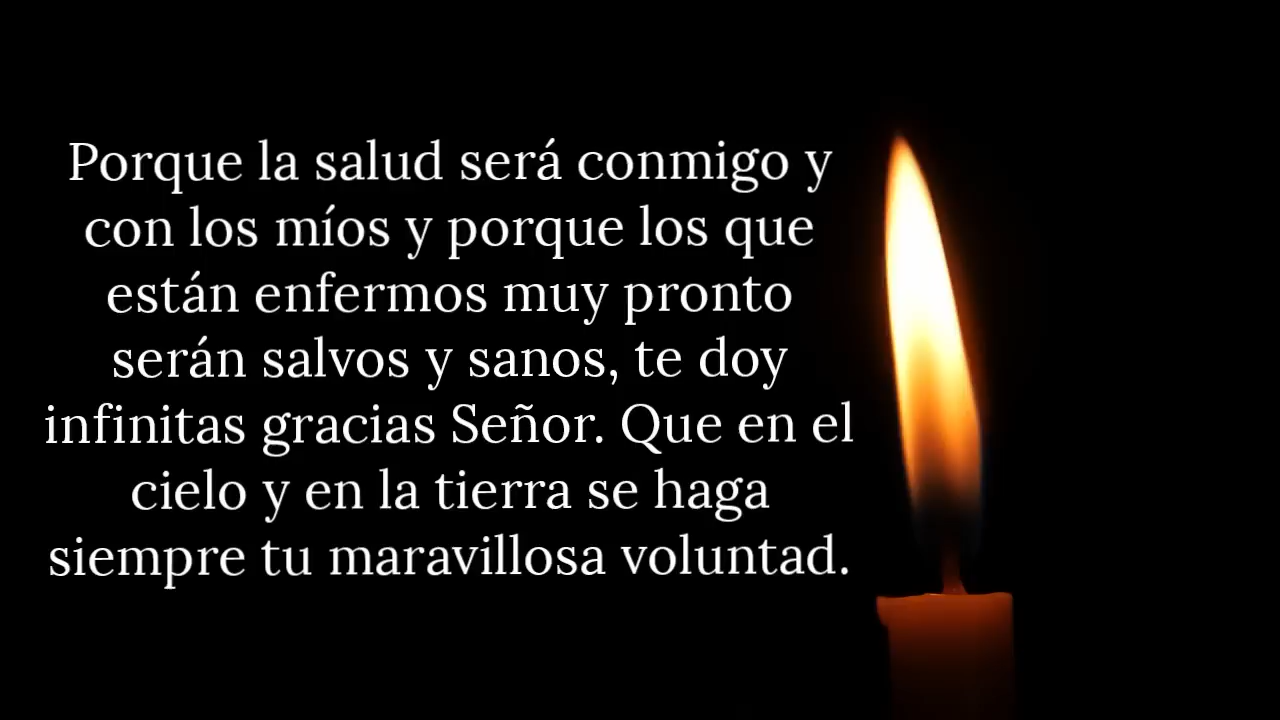 Porque la salud será conmigo y
con los míos y porque los que
están enfermos muy pronto
serán salvos y sanos, te doy
infinitas gracias Señor. Que en el
cielo y en la tierra se haga
siempre tu maravillosa voluntad.